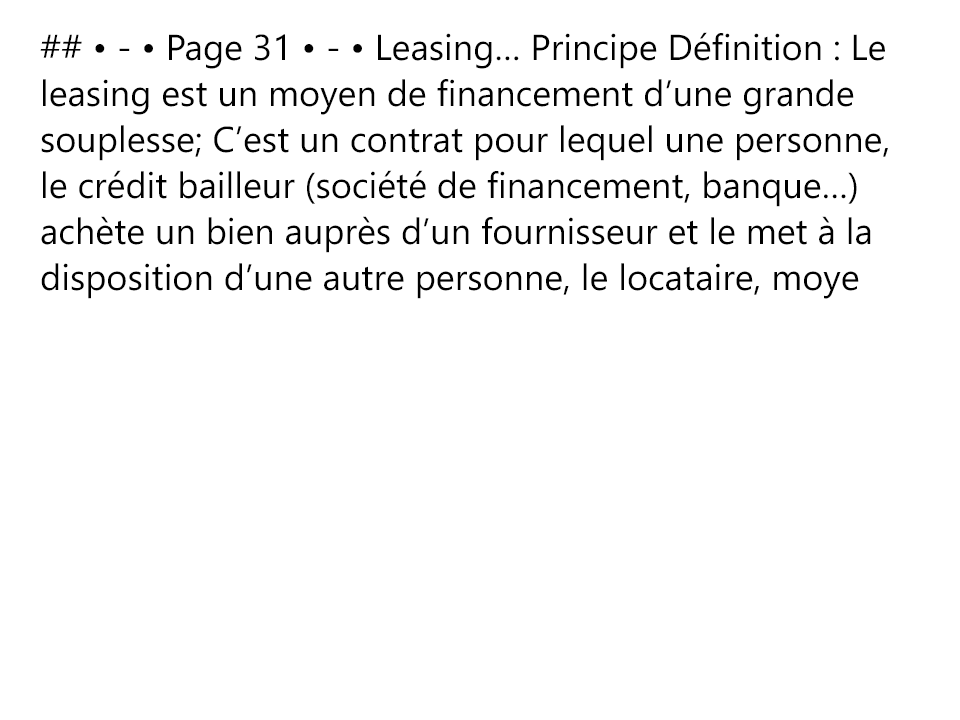 ## • - • Page 31 • - • Leasing… Principe Définition : Le
leasing est un moyen de financement d’une grande
souplesse; C’est un contrat pour lequel une personne,
le crédit bailleur (société de financement, banque…)
achète un bien auprès d’un fournisseur et le met à la
disposition d’une autre personne, le locataire, moye